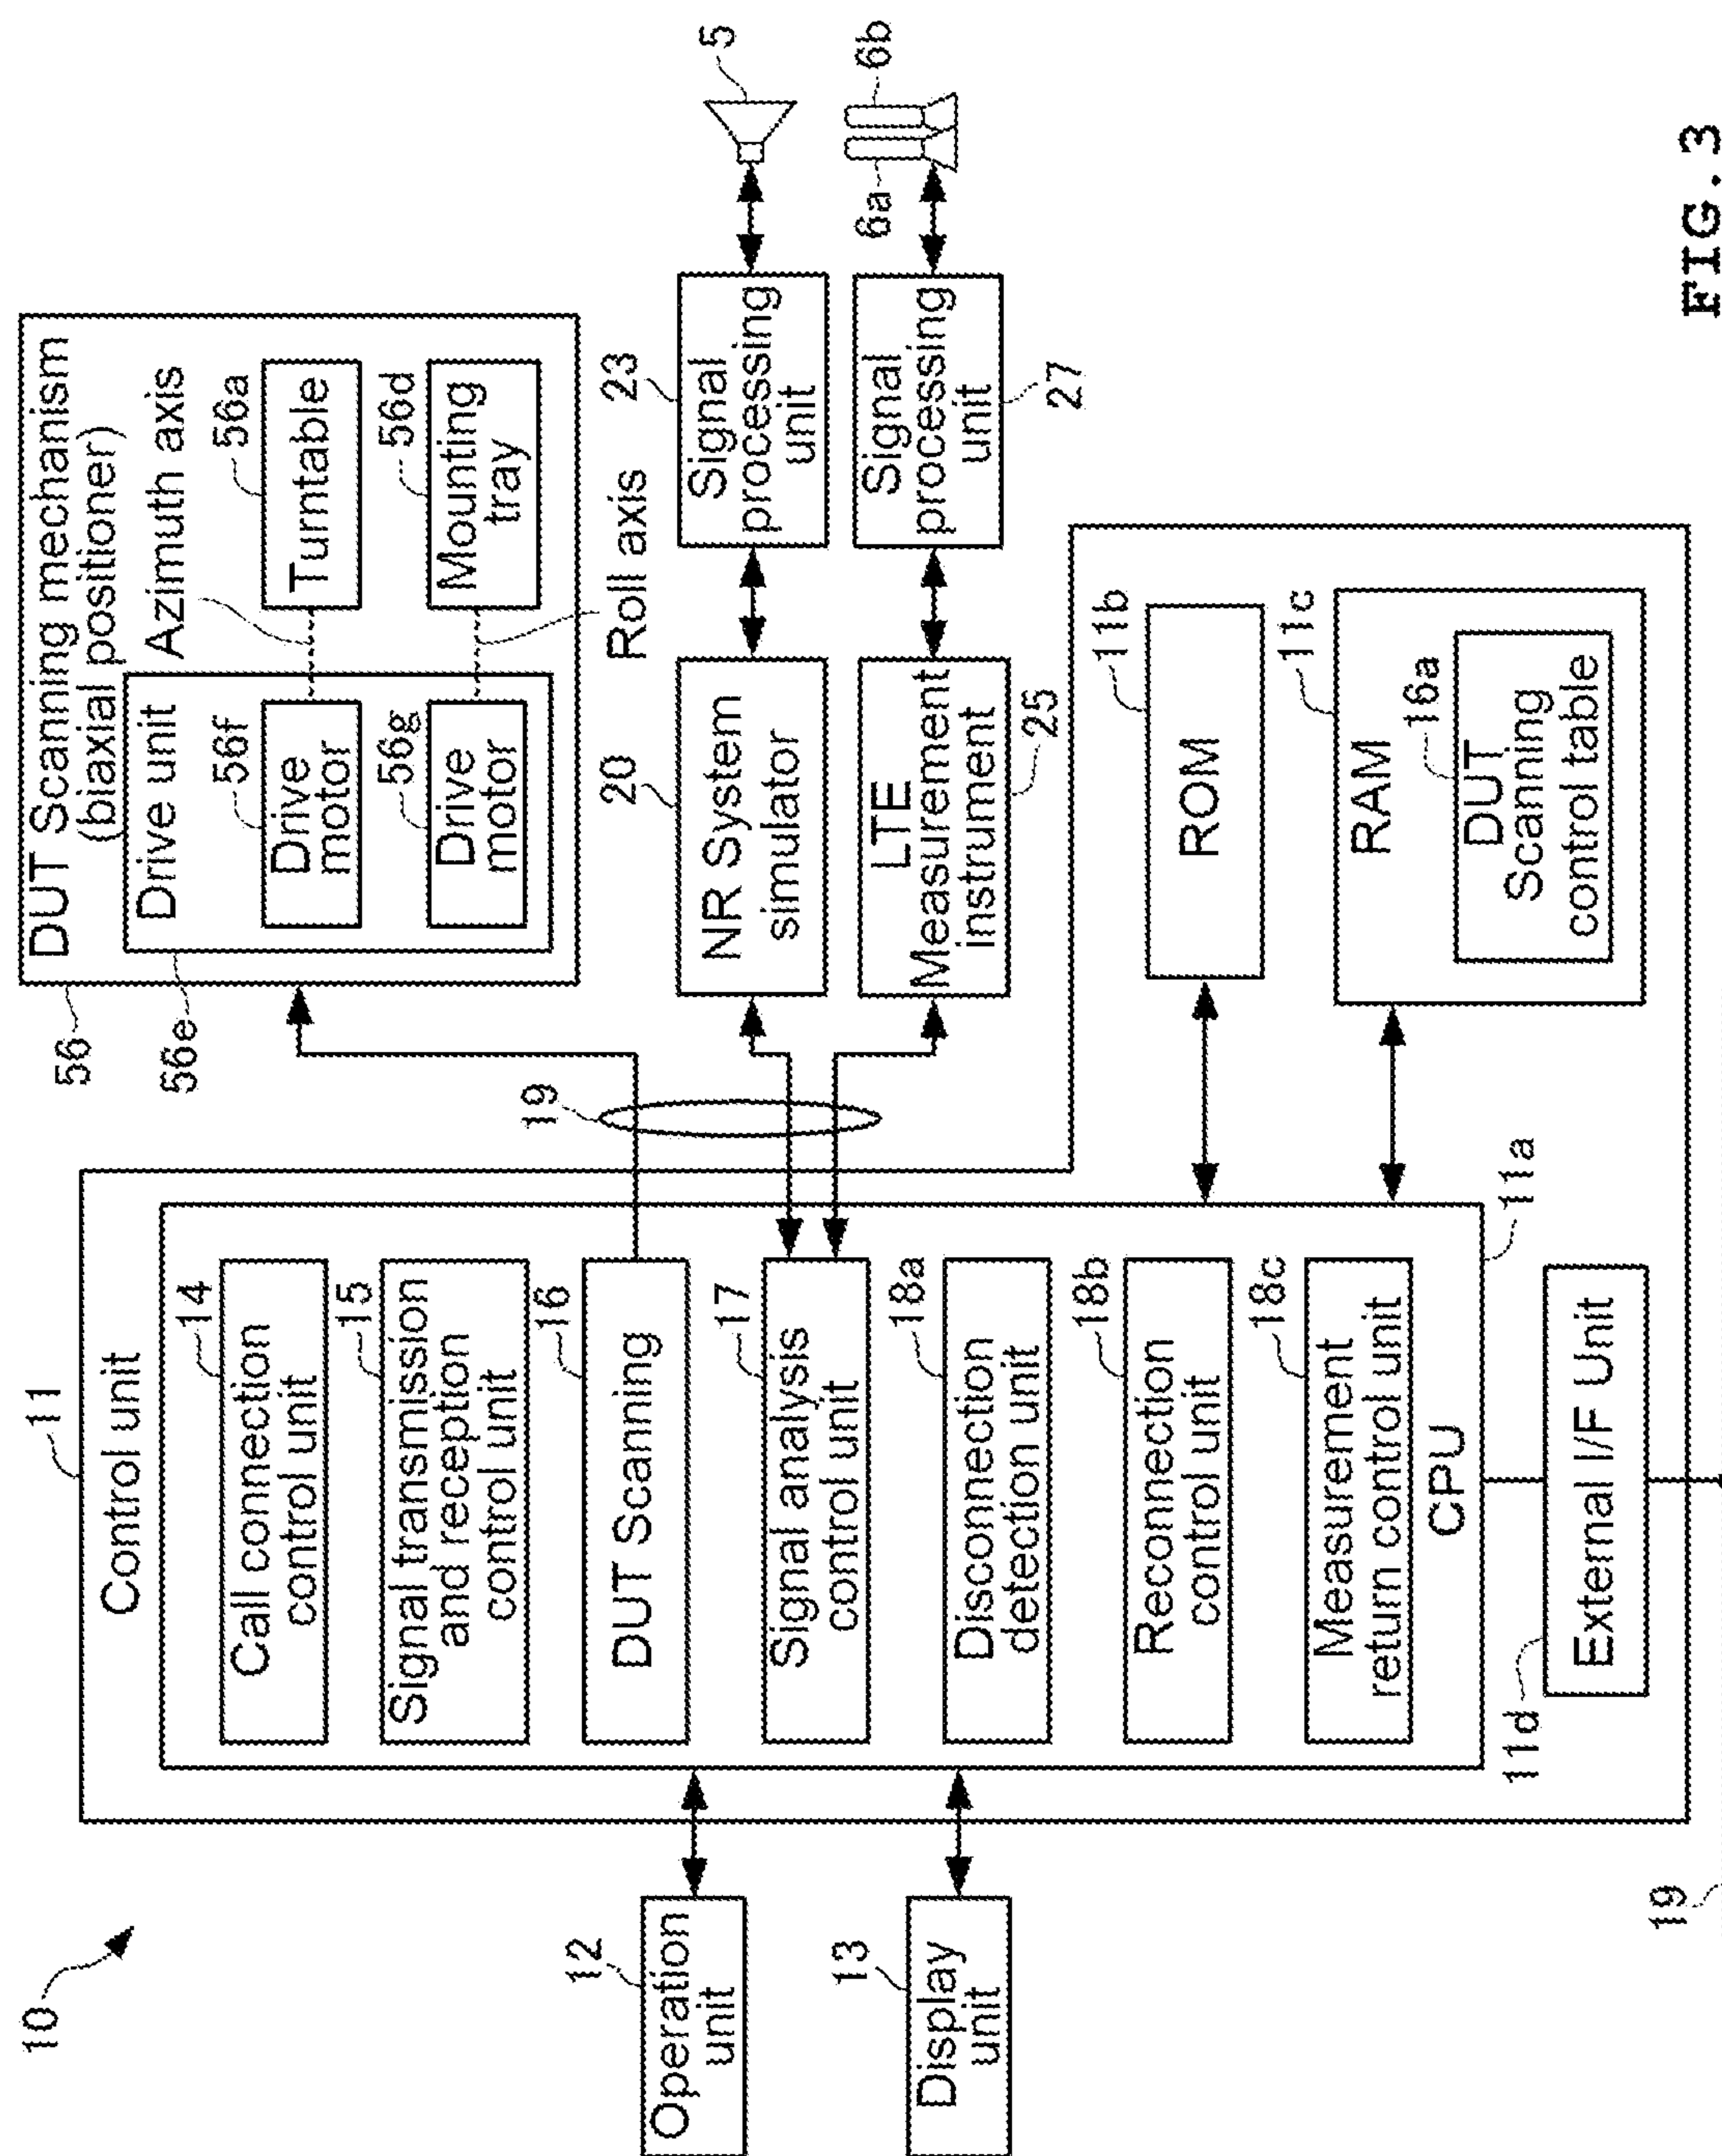 10
11
Control unit
14
Call connection
control unit
15
Signal transmission
and reception
control unit
16
DUT Scanning
17
Signal analysis
control unit
18a
Disconnection
detection unit
18b
Reconnection
control unit
18c
Measurement
return control unit
CPU
11a
11d
External I/F Unit
19
12
Operation
unit
13
Display
unit
19
56
DUT Scanning mechanism
(biaxial positioner)
56e
Drive unit
Azimuth axis
56f
Drive
motor
56a
Turntable
56g
Drive
motor
56d
Mounting
tray
Roll axis
20
NR System
simulator
23
Signal
processing
unit
5
LTE
Measurement
instrument
25
Signal
processing
unit
27
6a
6b
11b
ROM
11c
RAM
16a
DUT
Scanning
control table
FIG. 3